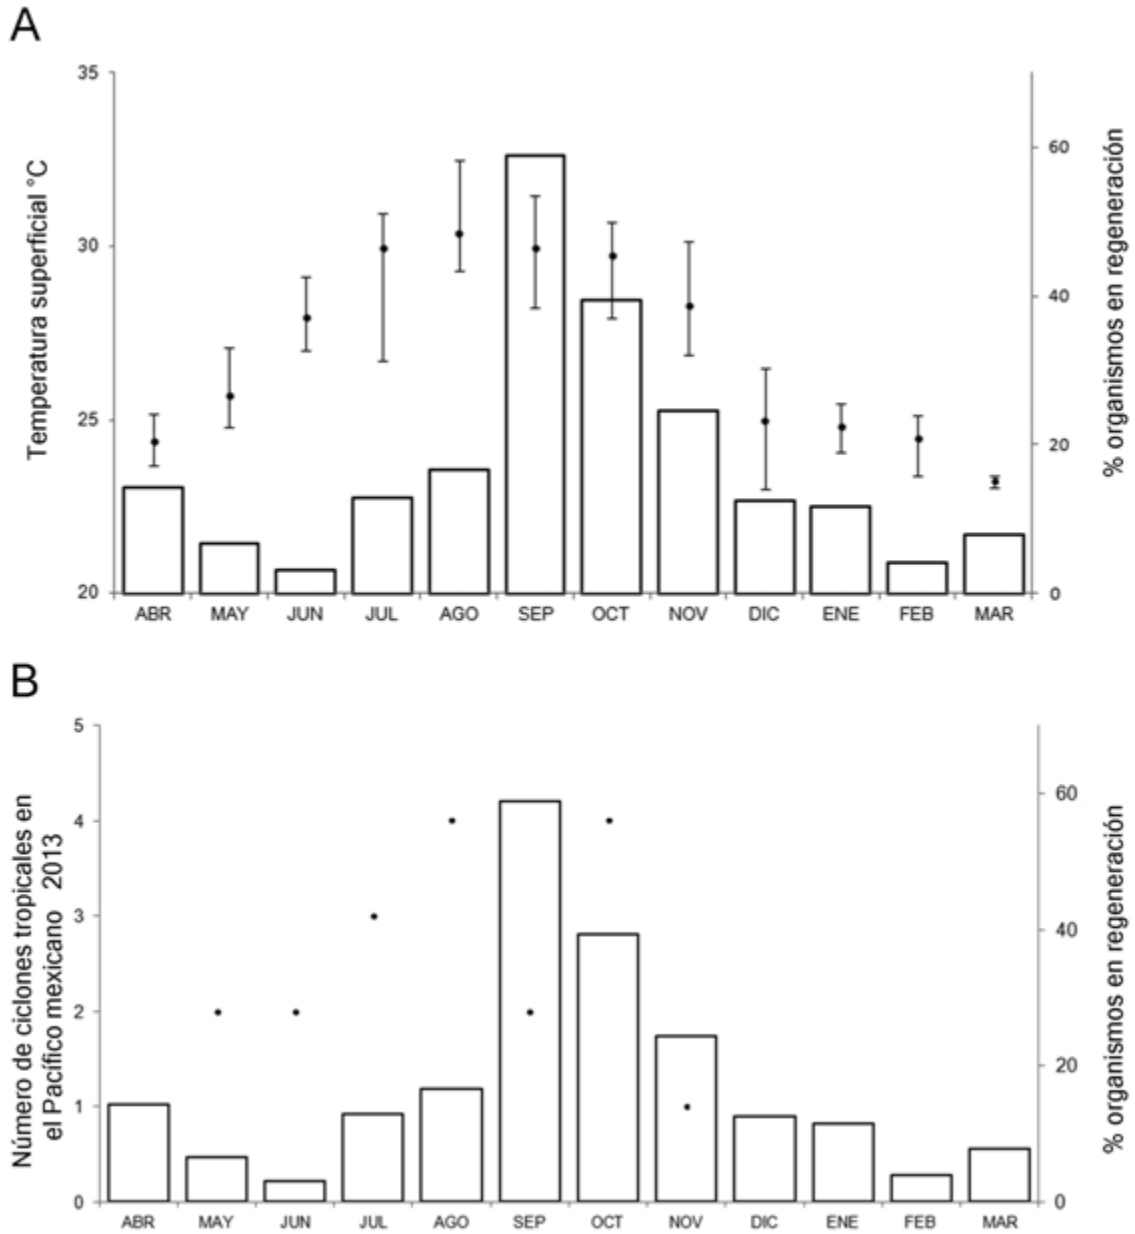 A
35
30
25
20
Temperatura superficial °C
60
40
20
0
% organismos en regeneración
ABR MAY JUN JUL AGO SEP OCT NOV DIC ENE FEB MAR
B
5
4
3
2
1
0
Número de ciclones tropicales en
el Pacífico mexicano 2013
60
40
20
0
% organismos en regeneración
ABR MAY JUN JUL AGO SEP OCT NOV DIC ENE FEB MAR